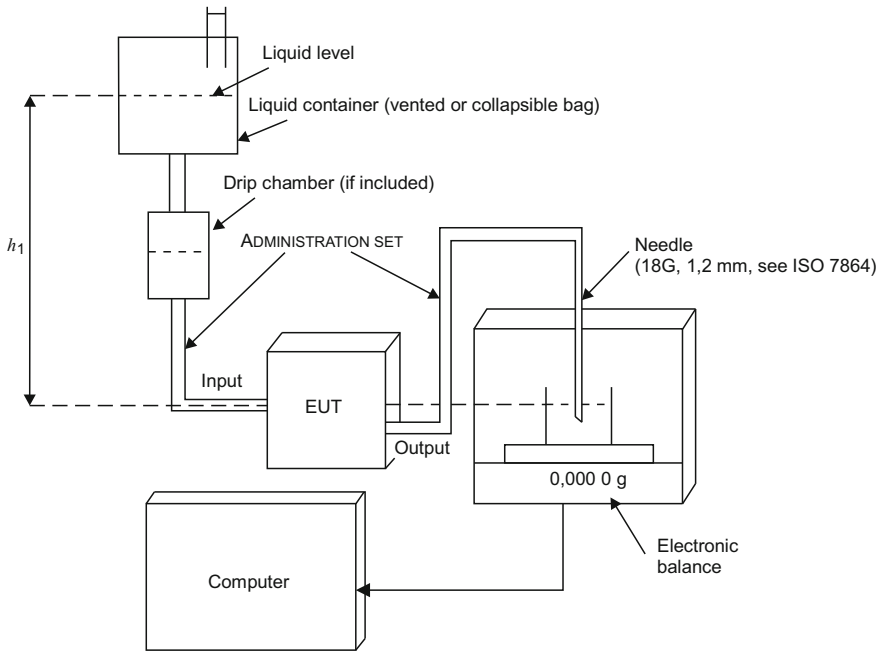 Liquid level
Liquid container (vented or collapsible bag)
Drip chamber (if included)
h1
ADMINISTRATION SET
Needle
(18G, 1,2 mm, see ISO 7864)
Input
EUT
Output
0,000 0 g
Electronic
balance
Computer